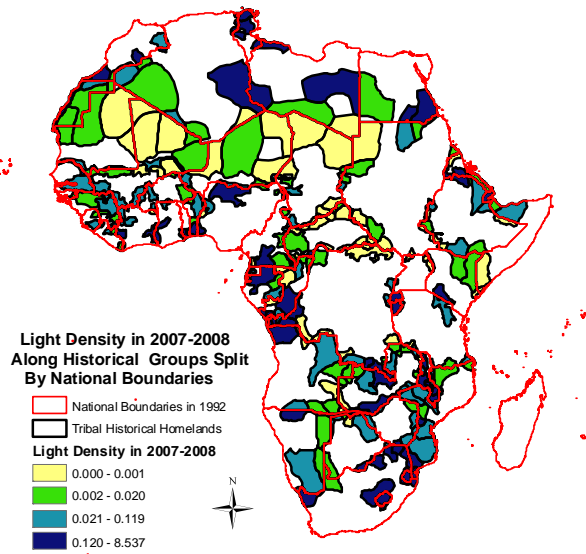 Light Density in 2007-2008
Along Historical Groups Split
By National Boundaries
National Boundaries in 1992
Tribal Historical Homelands
Light Density in 2007-2008
0.000 - 0.001
0.002 - 0.020
0.021 - 0.119
0.120 - 8.537
N